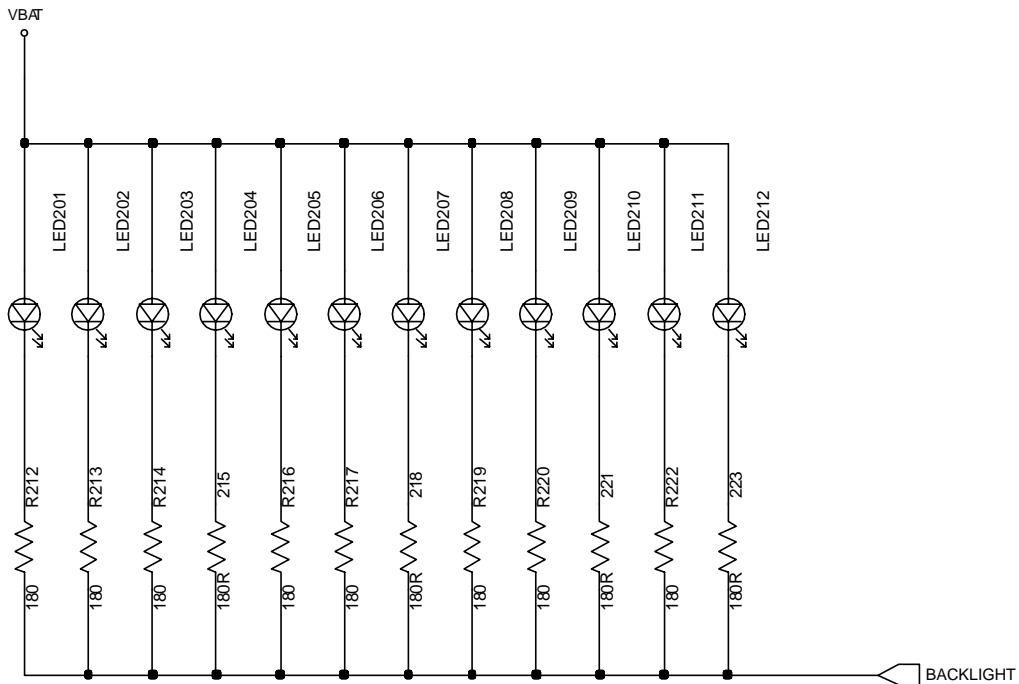 VBAT
LED201
LED202
LED203
LED204
LED205
LED206
LED207
LED208
LED209
LED210
LED211
LED212
R212
R213
R214
215
R216
R217
218
R219
R220
221
R222
223
180
180
180
180R
180
180
180R
180
180
180R
180
180R
BACKLIGHT